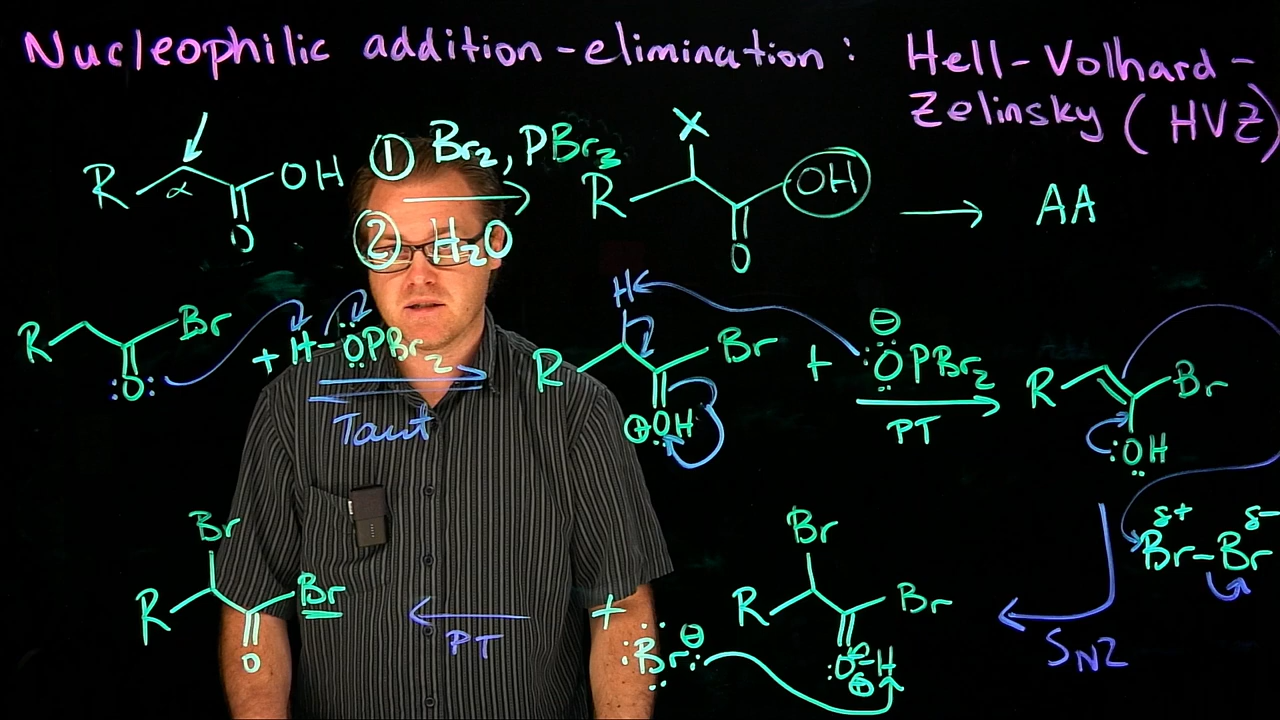 Nucleophilic addition-elimination: Hell-Volhard-
Zelinsky (HVZ)
R α OH O ① Br₂, PBr₃ ② H₂O R X OH O AA
R Br :O: + H-ÖPBr₂ Taut R H Br ⊕OH + ⊖ :OPBr₂ PT R Br :OH
Br δ+ - Br δ-
R Br Br O PT + :Br: ⊖ R Br Br :O-H ⊕ SN2